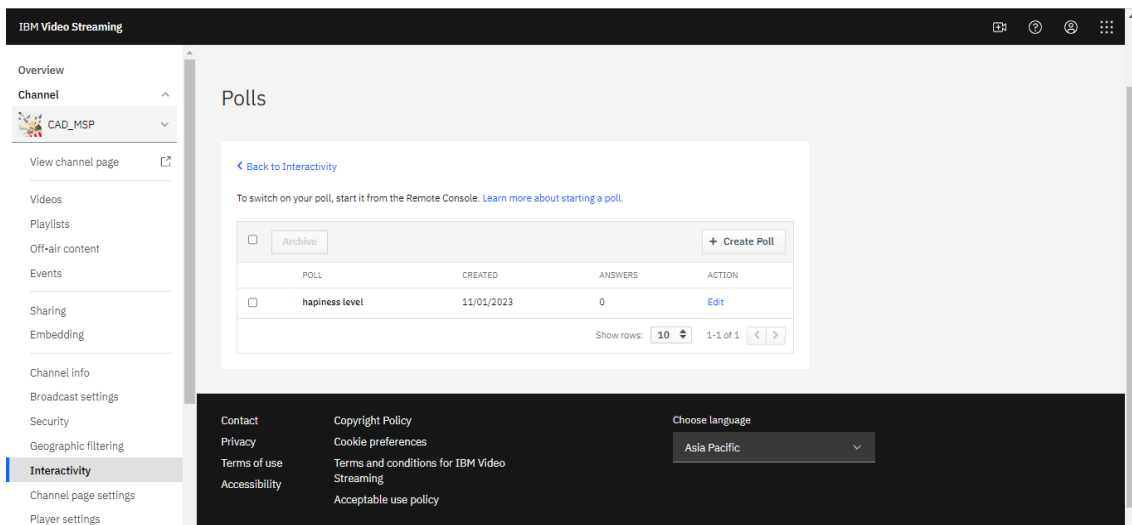 IBM Video Streaming
Overview
Channel
CAD_MSP
View channel page
Videos
Playlists
Off-air content
Events
Sharing
Embedding
Channel info
Broadcast settings
Security
Geographic filtering
Interactivity
Channel page settings
Player settings
Polls
Back to Interactivity
To switch on your poll, start it from the Remote Console. Learn more about starting a poll.
Archive
+ Create Poll
POLL CREATED ANSWERS ACTION
hapiness level 11/01/2023 0 Edit
Show rows: 10 1-1 of 1
Contact
Privacy
Terms of use
Accessibility
Copyright Policy
Cookie preferences
Terms and conditions for IBM Video
Streaming
Acceptable use policy
Choose language
Asia Pacific